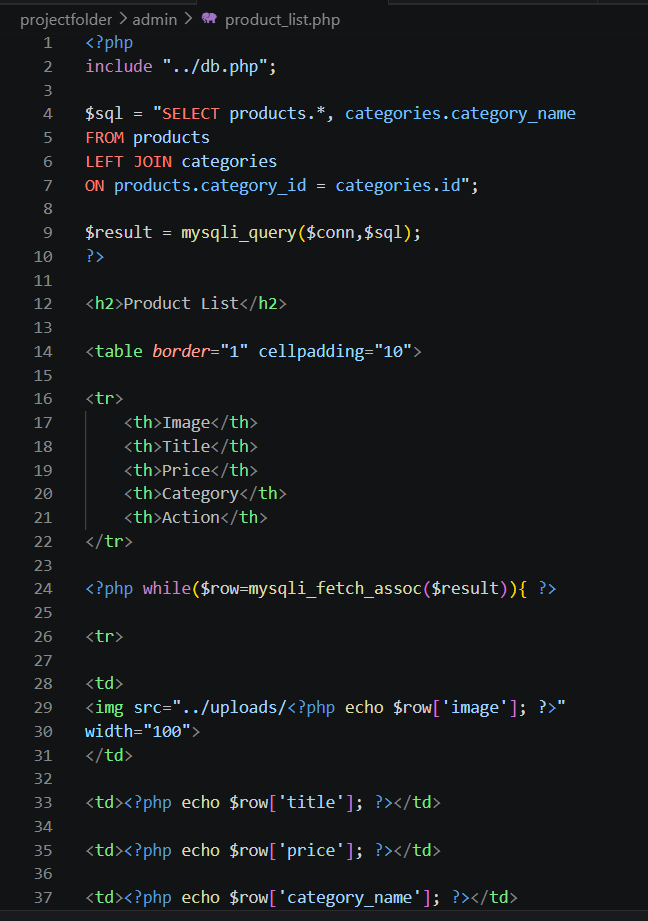 projectfolder > admin > product_list.php
1 <?php
2 include "../db.php";
3
4 $sql = "SELECT products.*, categories.category_name
5 FROM products
6 LEFT JOIN categories
7 ON products.category_id = categories.id";
8
9 $result = mysqli_query($conn,$sql);
10 ?>
11
12 <h2>Product List</h2>
13
14 <table border="1" cellpadding="10">
15
16 <tr>
17     <th>Image</th>
18     <th>Title</th>
19     <th>Price</th>
20     <th>Category</th>
21     <th>Action</th>
22 </tr>
23
24 <?php while($row=mysqli_fetch_assoc($result)){ ?>
25
26 <tr>
27
28 <td>
29 <img src="../uploads/<?php echo $row['image']; ?>"
30 width="100">
31 </td>
32
33 <td><?php echo $row['title']; ?></td>
34
35 <td><?php echo $row['price']; ?></td>
36
37 <td><?php echo $row['category_name']; ?></td>